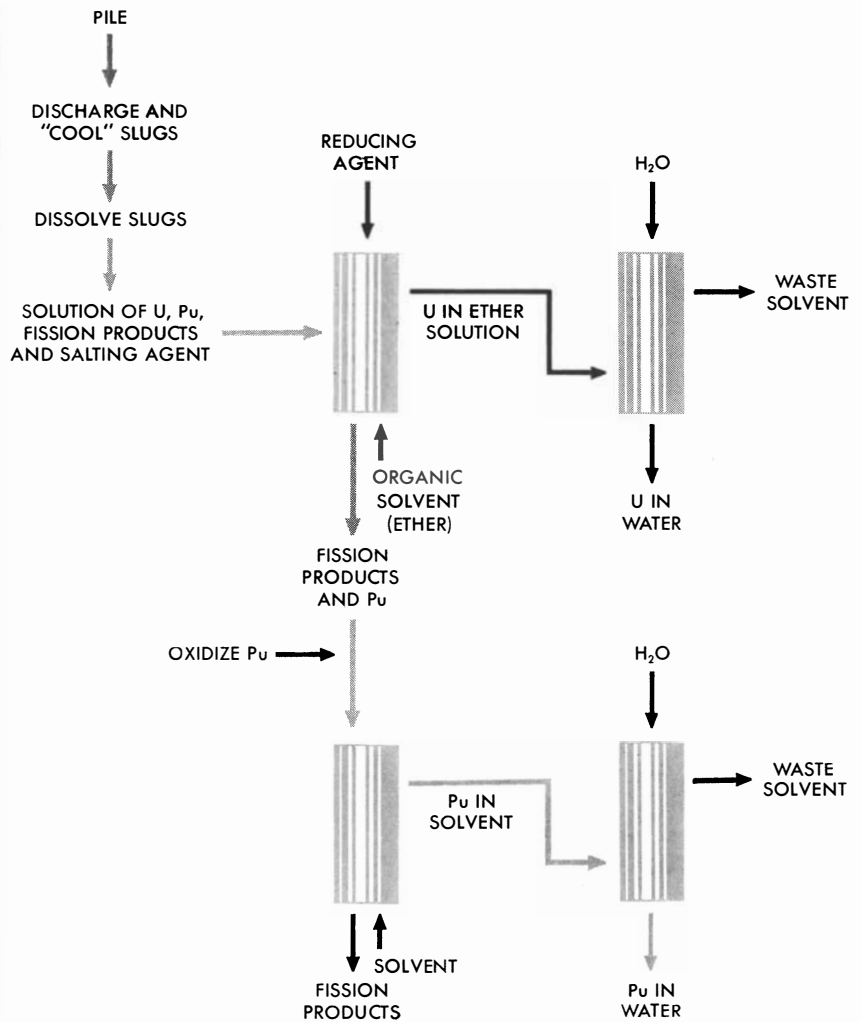 PILE
DISCHARGE AND
"COOL" SLUGS
DISSOLVE SLUGS
SOLUTION OF U, Pu,
FISSION PRODUCTS
AND SALTING AGENT
REDUCING
AGENT
H₂O
U IN ETHER
SOLUTION
WASTE
SOLVENT
ORGANIC
SOLVENT
(ETHER)
U IN
WATER
FISSION
PRODUCTS
AND Pu
OXIDIZE Pu
H₂O
Pu IN
SOLVENT
WASTE
SOLVENT
SOLVENT
FISSION
PRODUCTS
Pu IN
WATER